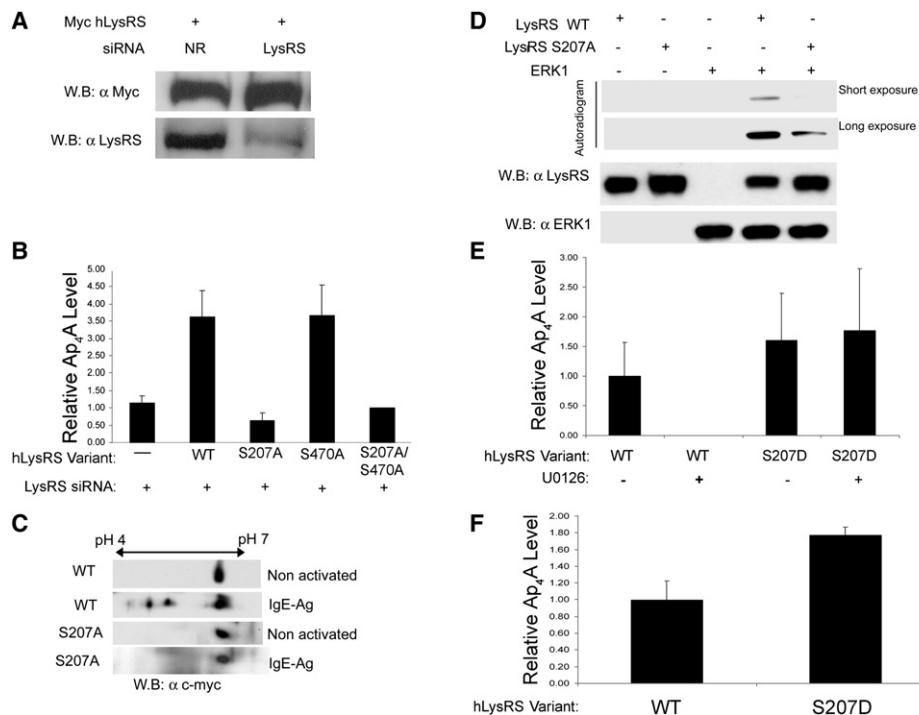 A
Myc hLysRS + +
siRNA NR LysRS
W.B: α Myc
W.B: α LysRS
B
Relative Ap4A Level
5.00
4.50
4.00
3.50
3.00
2.50
2.00
1.50
1.00
0.50
0.00
hLysRS Variant: — WT S207A S470A S207A/
S470A
LysRS siRNA: + + + + +
C
pH 4 pH 7
WT Non activated
WT IgE-Ag
S207A Non activated
S207A IgE-Ag
W.B: α c-myc
D
LysRS WT + - - + -
LysRS S207A - + - - +
ERK1 - - + + +
Autoradiogram
Short exposure
Long exposure
W.B: α LysRS
W.B: α ERK1
E
Relative Ap4A Level
3.00
2.50
2.00
1.50
1.00
0.50
0.00
hLysRS Variant: WT WT S207D S207D
U0126: - + - +
F
Relative Ap4A Level
2.00
1.80
1.60
1.40
1.20
1.00
0.80
0.60
0.40
0.20
0.00
hLysRS Variant: WT S207D